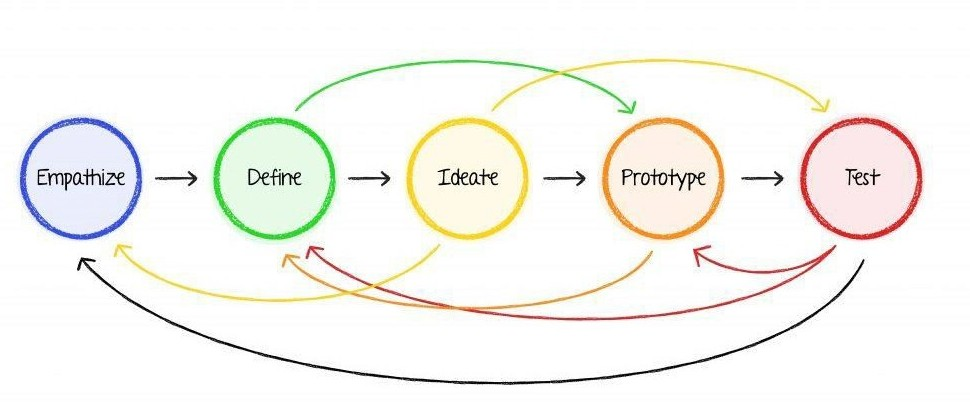 Empathize
Define
Ideate
Prototype
Test